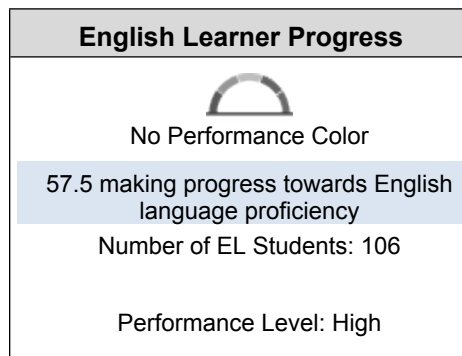 English Learner Progress
No Performance Color
57.5 making progress towards English
language proficiency
Number of EL Students: 106
Performance Level: High